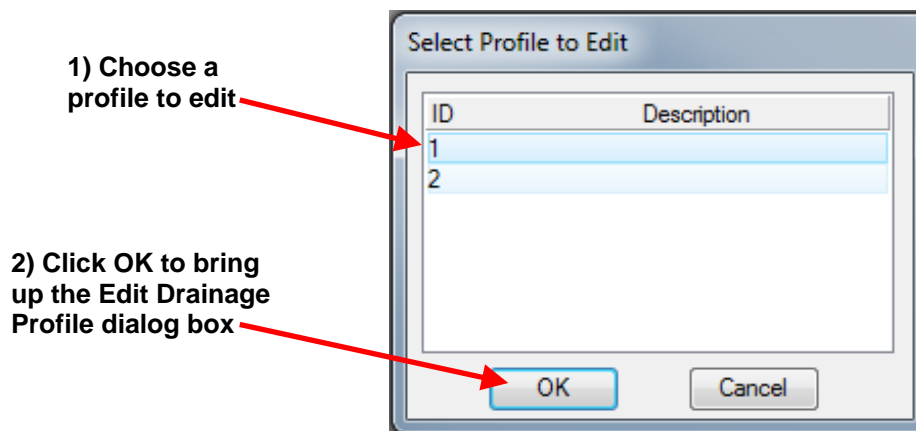 Select Profile to Edit
1) Choose a
profile to edit
ID Description
1
2
2) Click OK to bring
up the Edit Drainage
Profile dialog box
OK Cancel